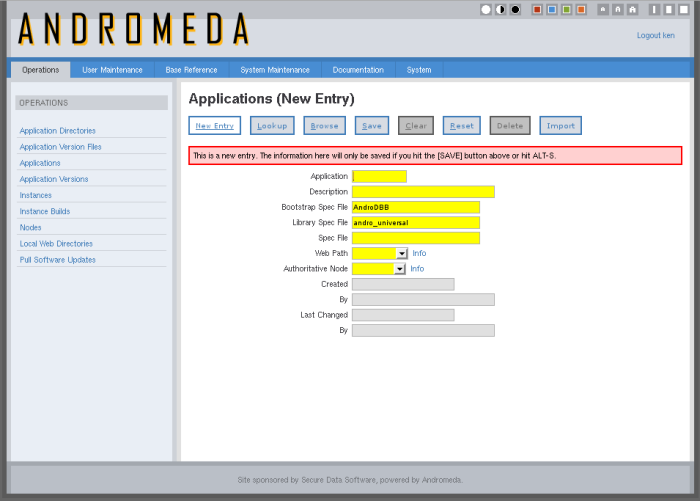 ANDROMEDA
A A A
Logout ken
Operations User Maintenance Base Reference System Maintenance Documentation System
OPERATIONS
Application Directories
Application Version Files
Applications
Application Versions
Instances
Instance Builds
Nodes
Local Web Directories
Pull Software Updates
Applications (New Entry)
New Entry Lookup Browse Save Clear Reset Delete Import
This is a new entry. The information here will only be saved if you hit the [SAVE] button above or hit ALT-S.
Application
Description
Bootstrap Spec File AndroDBB
Library Spec File andro_universal
Spec File
Web Path Info
Authoritative Node Info
Created
By
Last Changed
By
Site sponsored by Secure Data Software, powered by Andromeda.